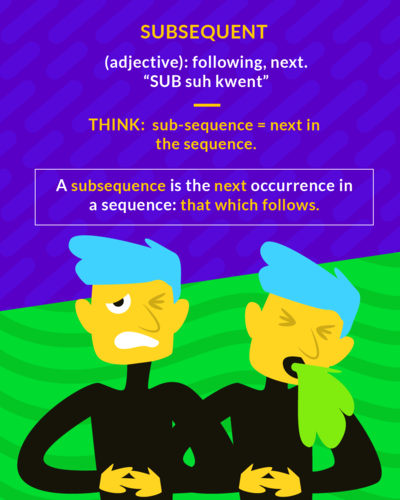 SUBSEQUENT
(adjective): following, next.
“SUB suh kwent”
THINK: sub-sequence = next in
the sequence.
A subsequence is the next occurrence in
a sequence: that which follows.